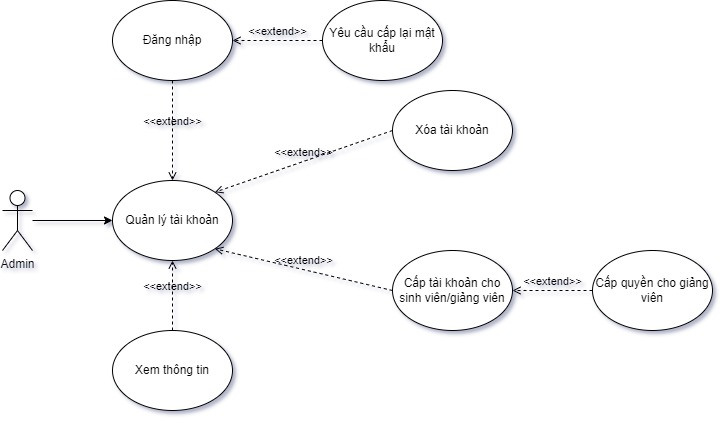 Đăng nhập
<<extend>>
Yêu cầu cấp lại mật
khẩu
<<extend>>
Xóa tài khoản
<<extend>>
Quản lý tài khoản
Admin
<<extend>>
Cấp tài khoản cho
sinh viên/giảng viên
<<extend>>
Cấp quyền cho giảng
viên
<<extend>>
Xem thông tin